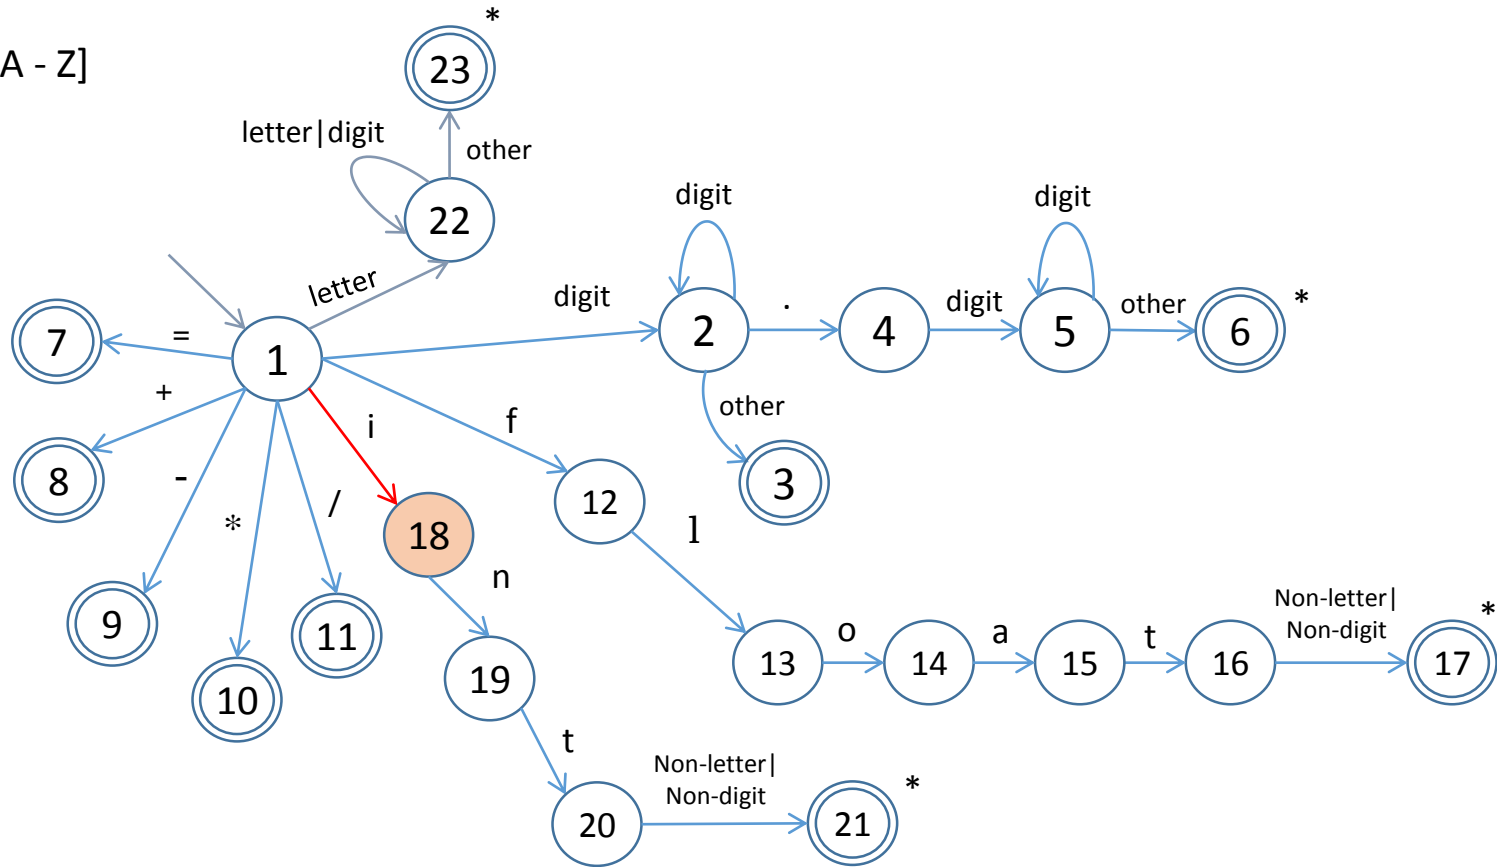 *
23
A - Z]
letter|digit
other
22
digit
digit
letter
digit
.
digit
other
*
7
=
1
2
4
5
6
+
i
f
other
8
-
*
/
18
12
3
n
l
9
11
10
19
13
o
14
a
15
t
16
Non-letter|
Non-digit
*
17
t
20
Non-letter|
Non-digit
*
21